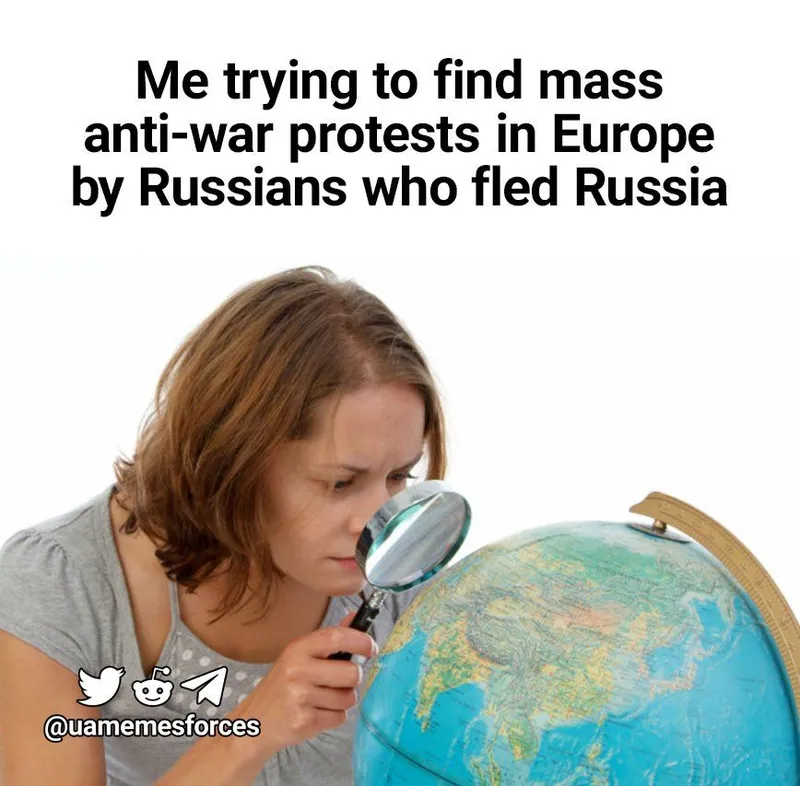 Me trying to find mass
anti-war protests in Europe
by Russians who fled Russia
@uamemesforces